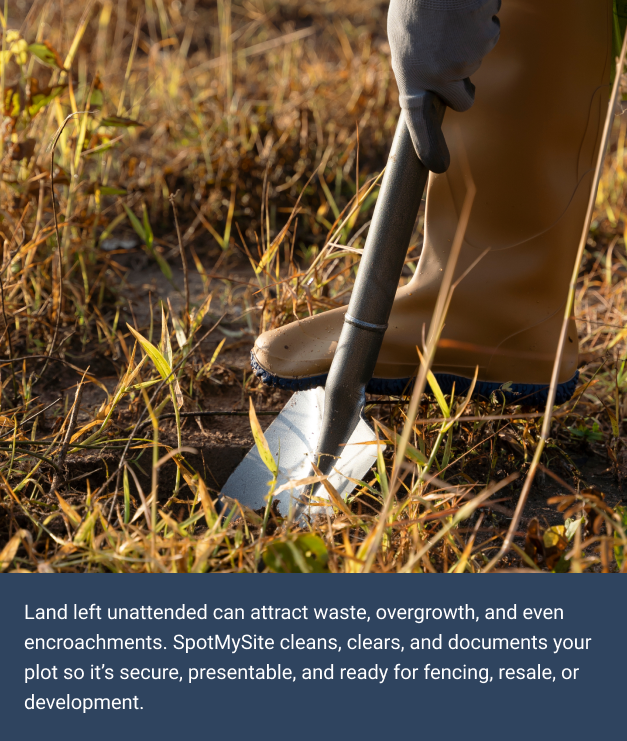 Land left unattended can attract waste, overgrowth, and even
encroachments. SpotMySite cleans, clears, and documents your
plot so it’s secure, presentable, and ready for fencing, resale, or
development.